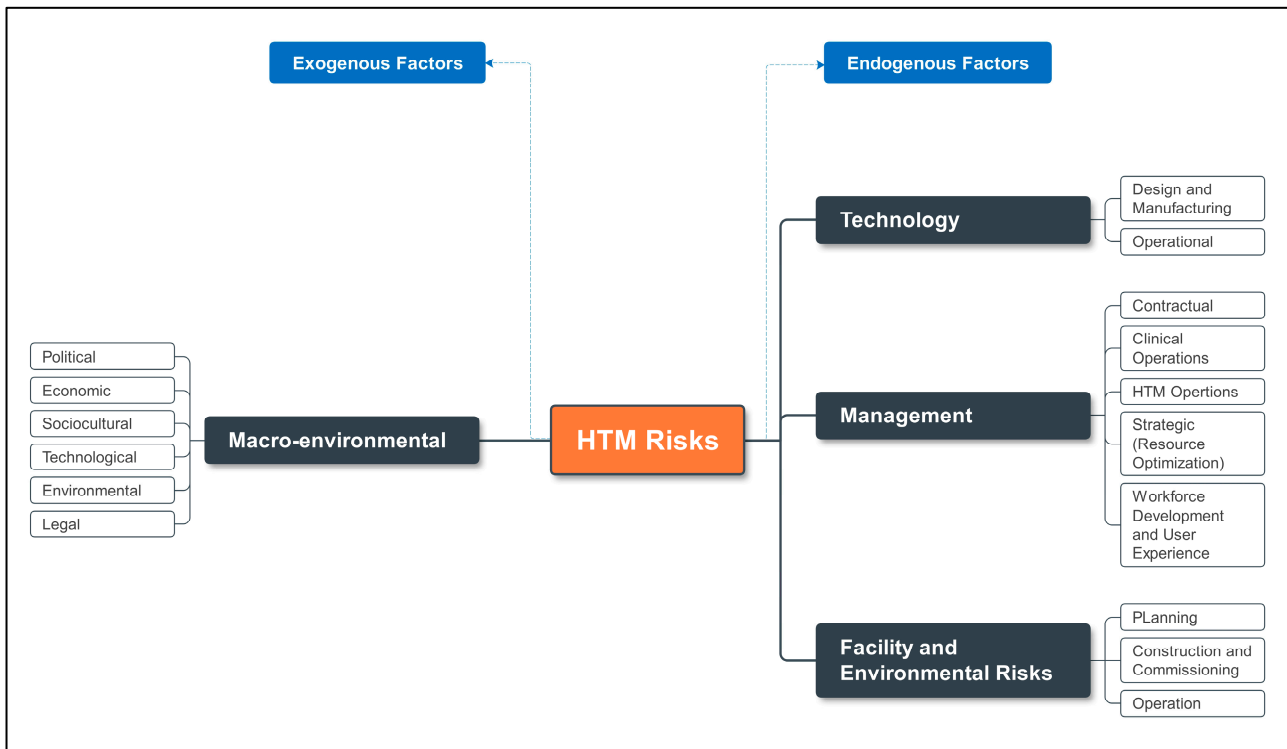 Exogenous Factors
Endogenous Factors
Political
Economic
Sociocultural
Technological
Environmental
Legal
Macro-environmental
HTM Risks
Technology
Design and
Manufacturing
Operational
Management
Contractual
Clinical
Operations
HTM Opertions
Strategic
(Resource
Optimization)
Workforce
Development
and User
Experience
Facility and
Environmental Risks
PLanning
Construction and
Commissioning
Operation